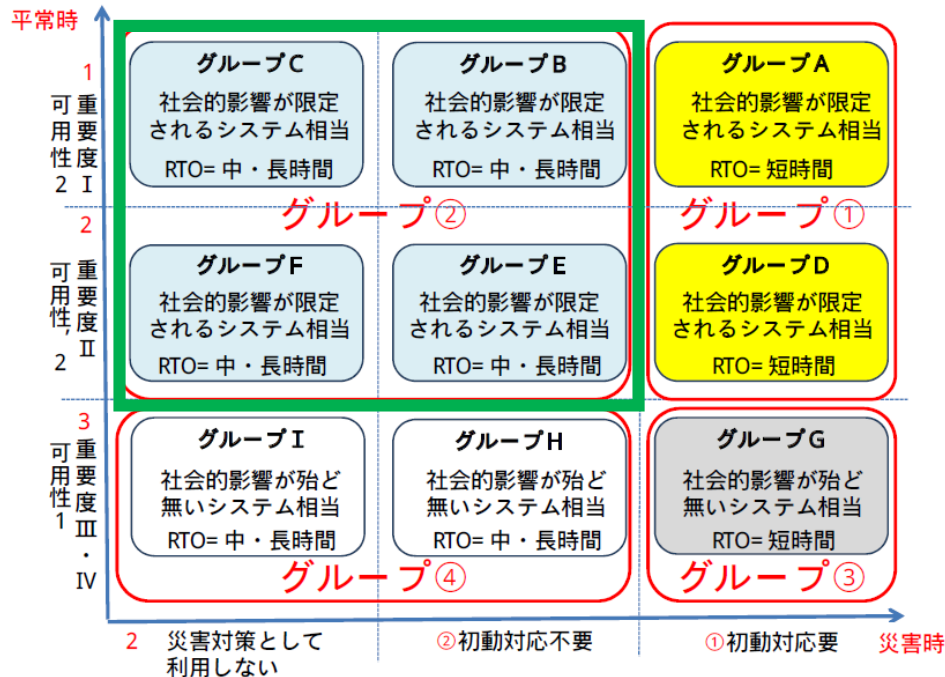 平常時
1
重要度Ⅰ
可用性2
グループC
社会的影響が限定
されるシステム相当
RTO= 中・長時間
グループB
社会的影響が限定
されるシステム相当
RTO= 中・長時間
グループA
社会的影響が限定
されるシステム相当
RTO= 短時間
グループ②
グループ①
2
重要度Ⅱ
可用性,2
グループF
社会的影響が限定
されるシステム相当
RTO= 中・長時間
グループE
社会的影響が限定
されるシステム相当
RTO= 中・長時間
グループD
社会的影響が限定
されるシステム相当
RTO= 短時間
3
重要度Ⅲ・Ⅳ
可用性1
グループI
社会的影響が殆ど
無いシステム相当
RTO= 中・長時間
グループH
社会的影響が殆ど
無いシステム相当
RTO= 中・長時間
グループG
社会的影響が殆ど
無いシステム相当
RTO= 短時間
グループ④
グループ③
2 災害対策として
利用しない
②初動対応不要
①初動対応要
災害時